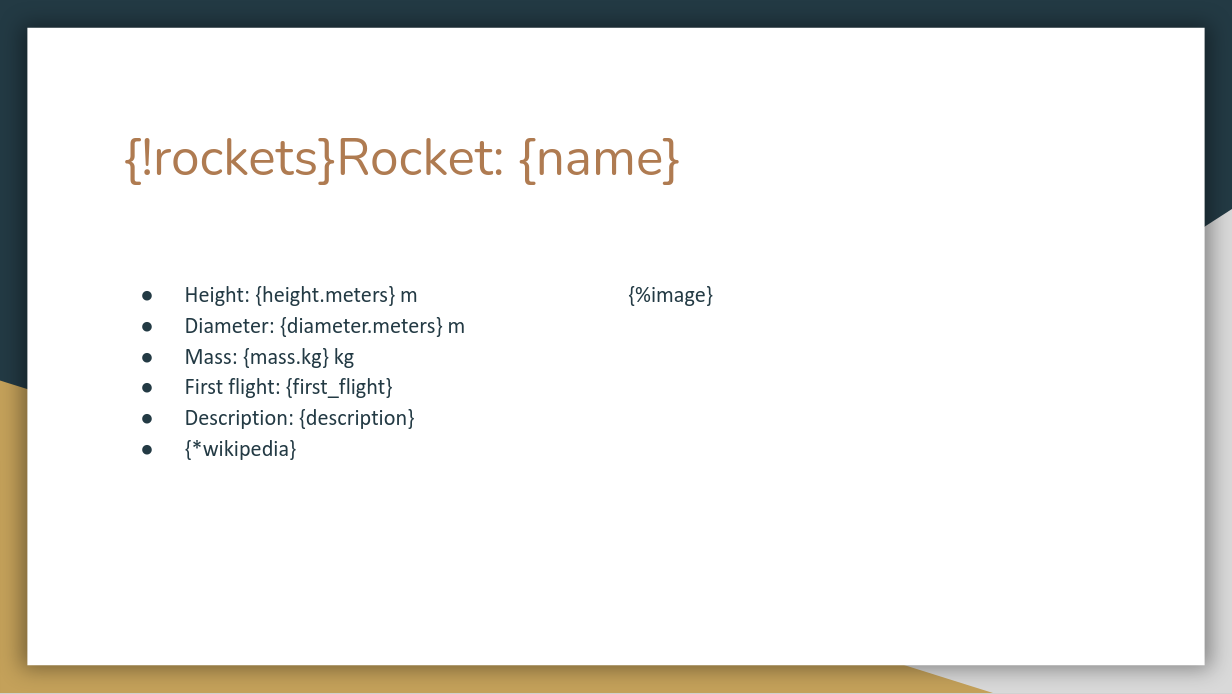 {!rockets}Rocket: {name}
● Height: {height.meters} m
● Diameter: {diameter.meters} m
● Mass: {mass.kg} kg
● First flight: {first_flight}
● Description: {description}
● {*wikipedia}
{%image}